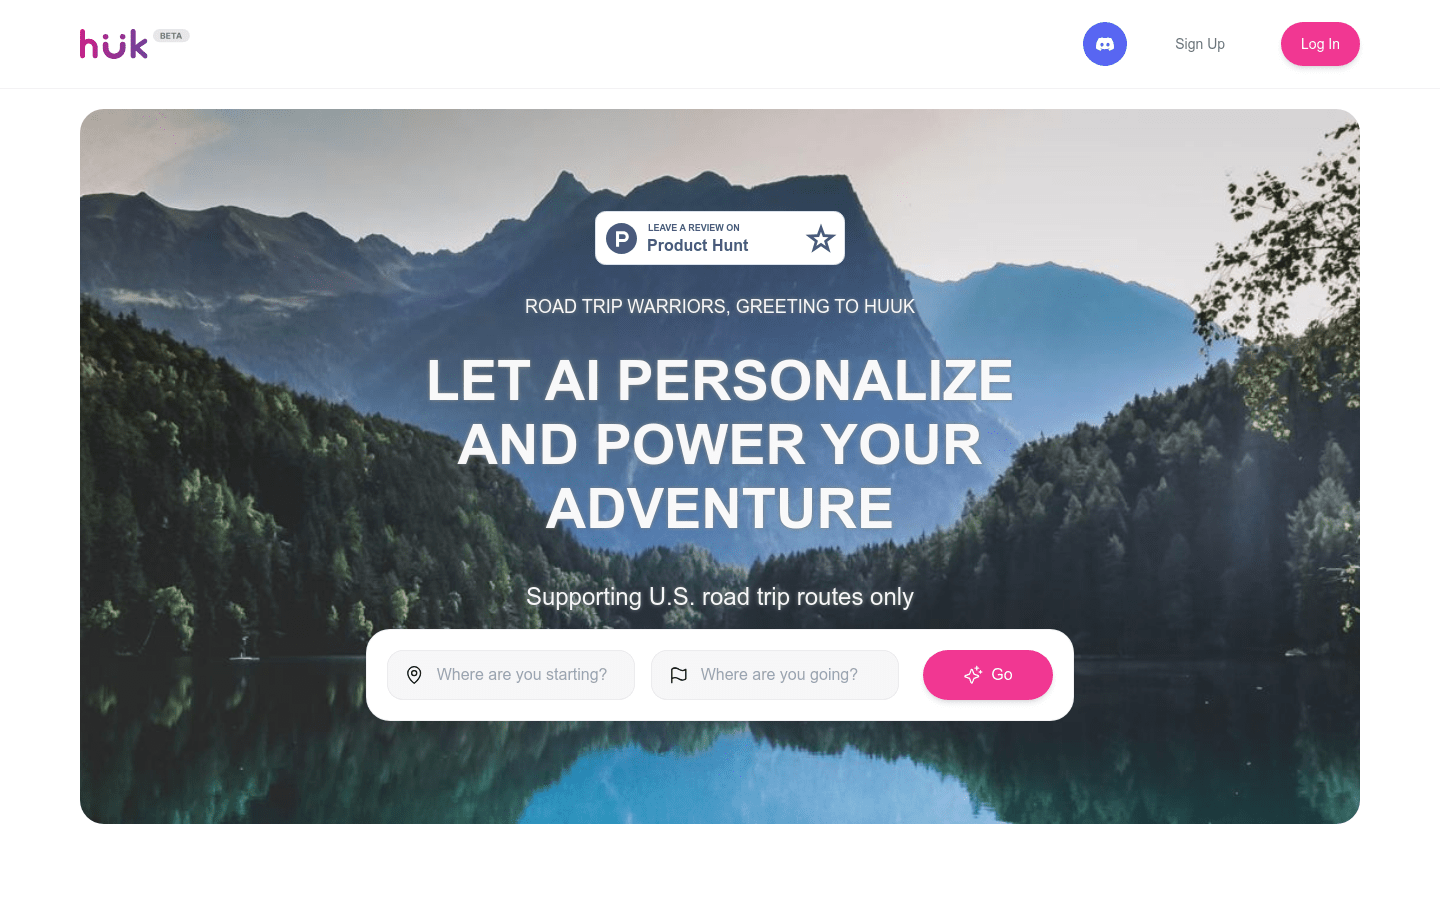 hük BETA
Sign Up
Log In
LEAVE A REVIEW ON
Product Hunt
ROAD TRIP WARRIORS, GREETING TO HUUK
LET AI PERSONALIZE
AND POWER YOUR
ADVENTURE
Supporting U.S. road trip routes only
Where are you starting?
Where are you going?
Go